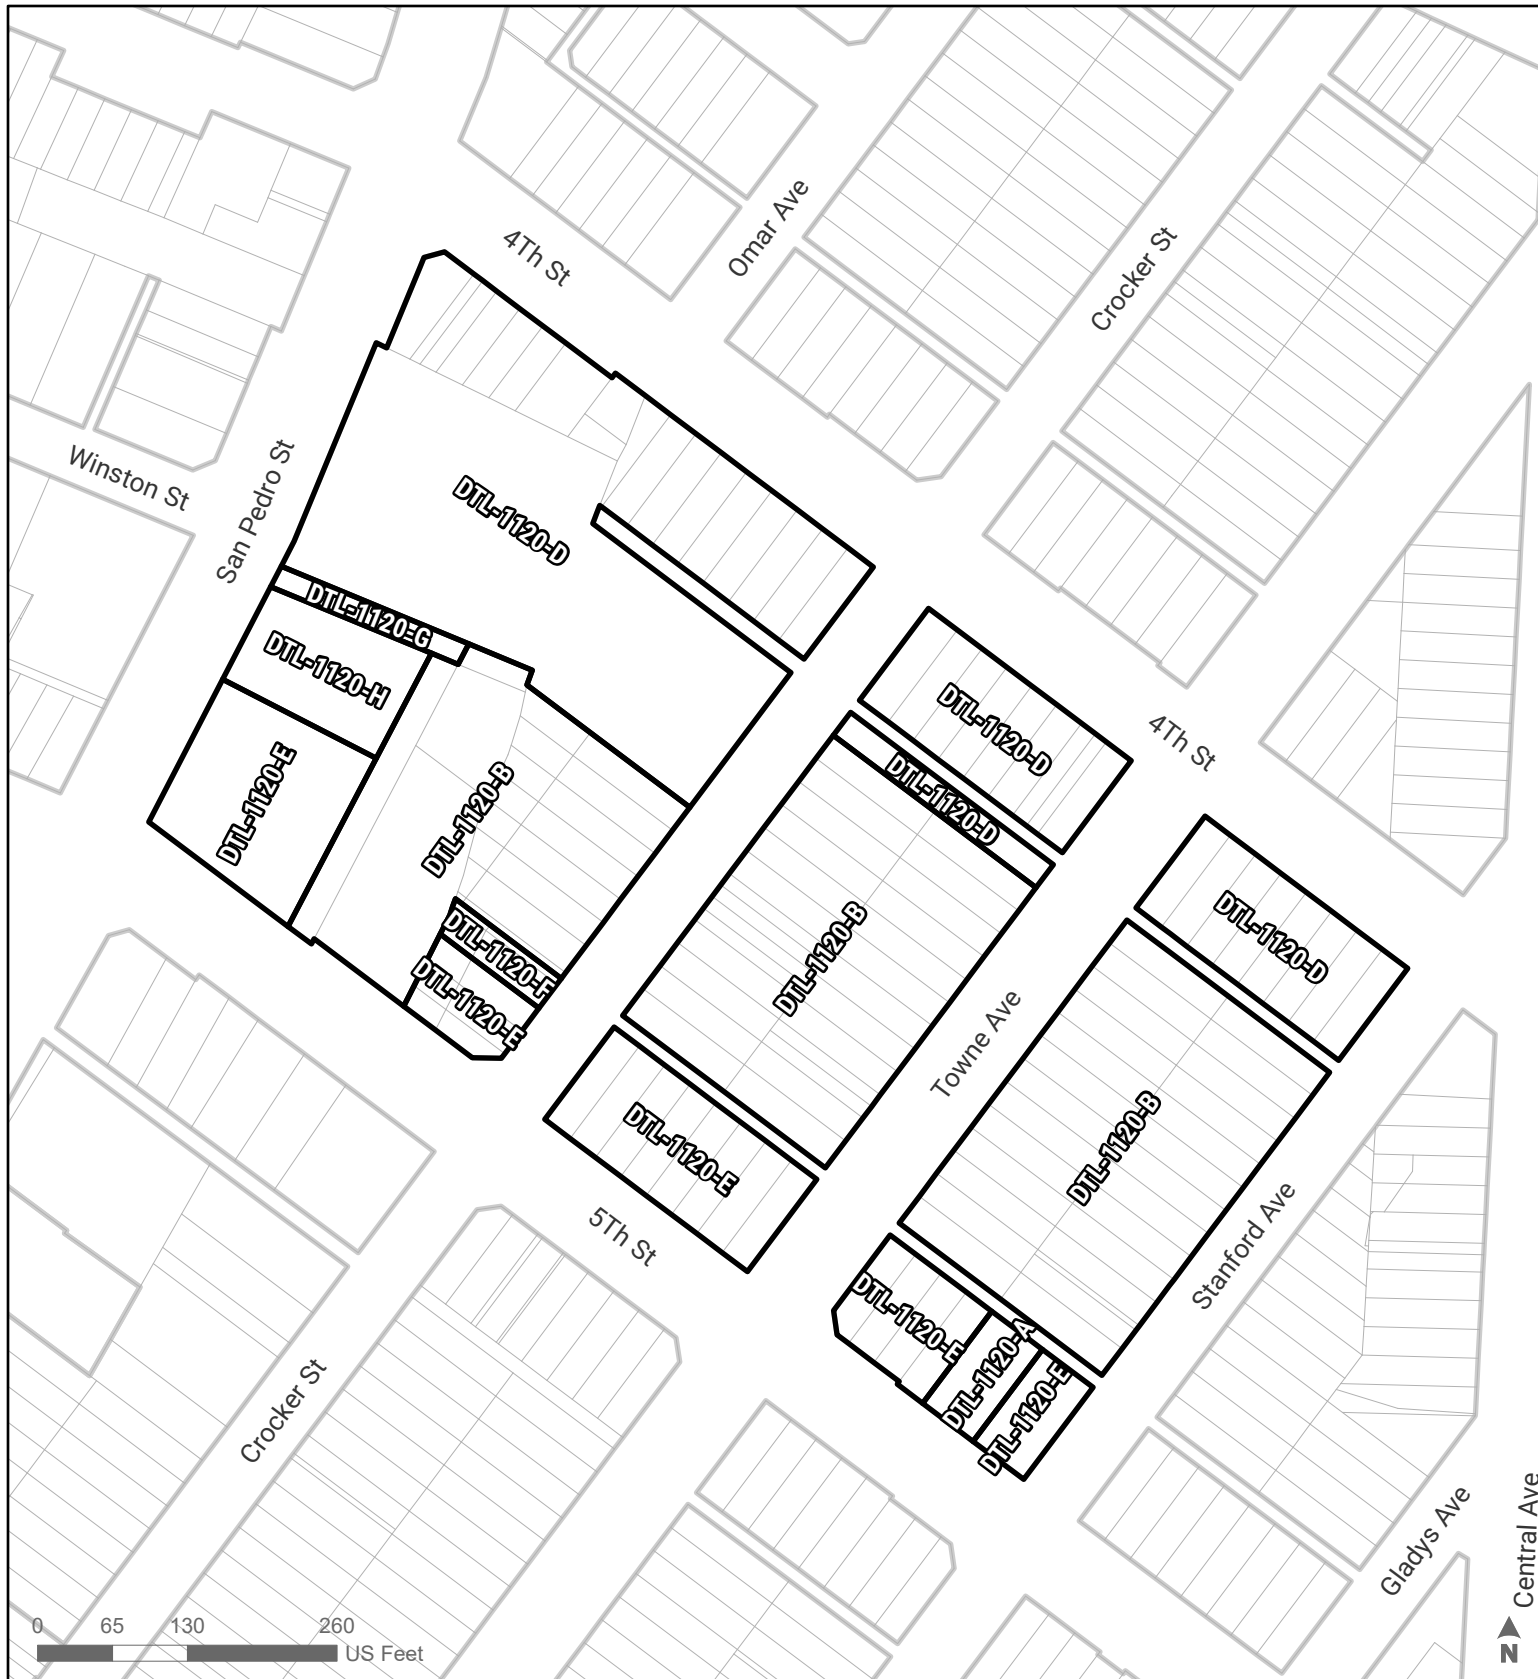 4Th St
Omar Ave
Crocker St
Winston St
San Pedro St
DTL-1120-D
DTL-1120-G
DTL-1120-H
DTL-1120-E
DTL-1120-B
DTL-1120-F
DTL-1120-E
DTL-1120-D
DTL-1120-D
DTL-1120-B
DTL-1120-E
4Th St
DTL-1120-D
DTL-1120-B
Towne Ave
Stanford Ave
5Th St
DTL-1120-E
DTL-1120-A
DTL-1120-E
Crocker St
Gladys Ave
Central Ave
0 65 130 260
US Feet
N